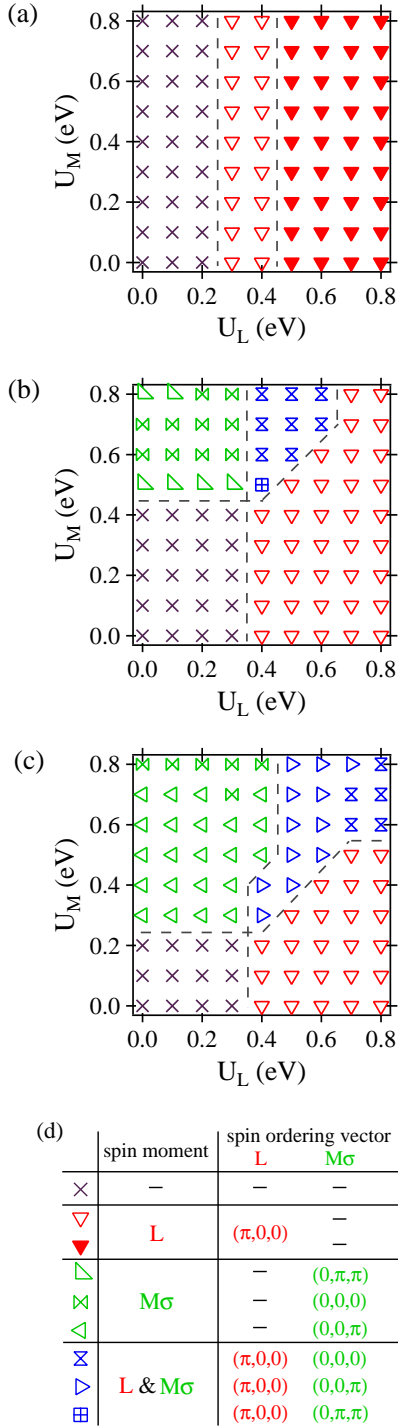 (a)
U_M (eV)
0.8
0.6
0.4
0.2
0.0
0.0 0.2 0.4 0.6 0.8
U_L (eV)
(b)
U_M (eV)
0.8
0.6
0.4
0.2
0.0
0.0 0.2 0.4 0.6 0.8
U_L (eV)
(c)
U_M (eV)
0.8
0.6
0.4
0.2
0.0
0.0 0.2 0.4 0.6 0.8
U_L (eV)
(d)
spin moment
spin ordering vector
L Mσ
– – –
L (π,0,0) –
–
Mσ
– (0,π,π)
– (0,0,0)
– (0,0,π)
L & Mσ
(π,0,0) (0,0,0)
(π,0,0) (0,0,π)
(π,0,0) (0,π,π)